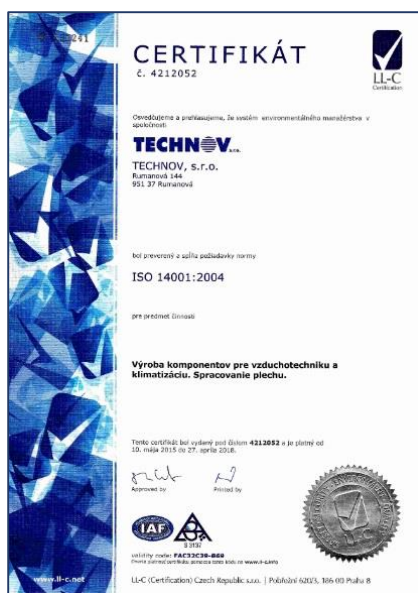 CERTIFIKÁT
č. 4212052
LL-C
Certification
Osvedčujeme a prehlasujeme, že systém environmentálneho manažérstva v
spoločnosti
TECHNOV s.r.o.
TECHNOV, s.r.o.
Rumanová 144
951 37 Rumanová
bol preverený a spĺňa požiadavky normy
ISO 14001:2004
pre predmet činnosti
Výroba komponentov pre vzduchotechniku a
klimatizáciu. Spracovanie plechu.
Tento certifikát bol vydaný pod číslom 4212052 a je platný od
10. mája 2015 do 27. apríla 2018.
Approved by
Printed by
IAF
validity code:
www.ll-c.net
LL-C (Certification) Czech Republic s.r.o. | Pobřežní 620/3, 186 00 Praha 8